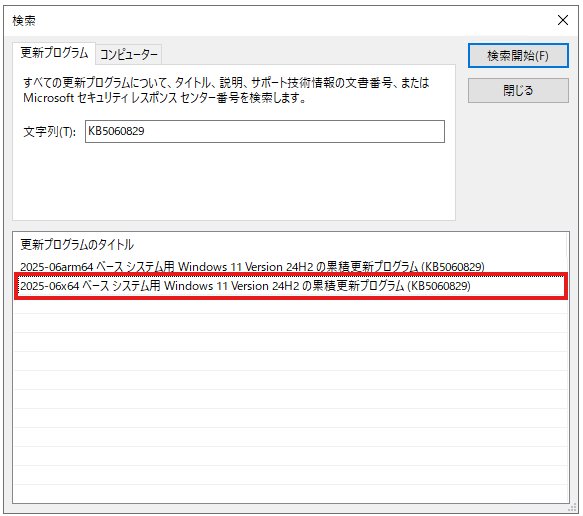 検索
更新プログラム コンピューター
検索開始(F)
閉じる
すべての更新プログラムについて、タイトル、説明、サポート技術情報の文書番号、または
Microsoft セキュリティ レスポンス センター番号を検索します。
文字列(T): KB5060829
更新プログラムのタイトル
2025-06arm64 ベース システム用 Windows 11 Version 24H2 の累積更新プログラム (KB5060829)
2025-06x64 ベース システム用 Windows 11 Version 24H2 の累積更新プログラム (KB5060829)